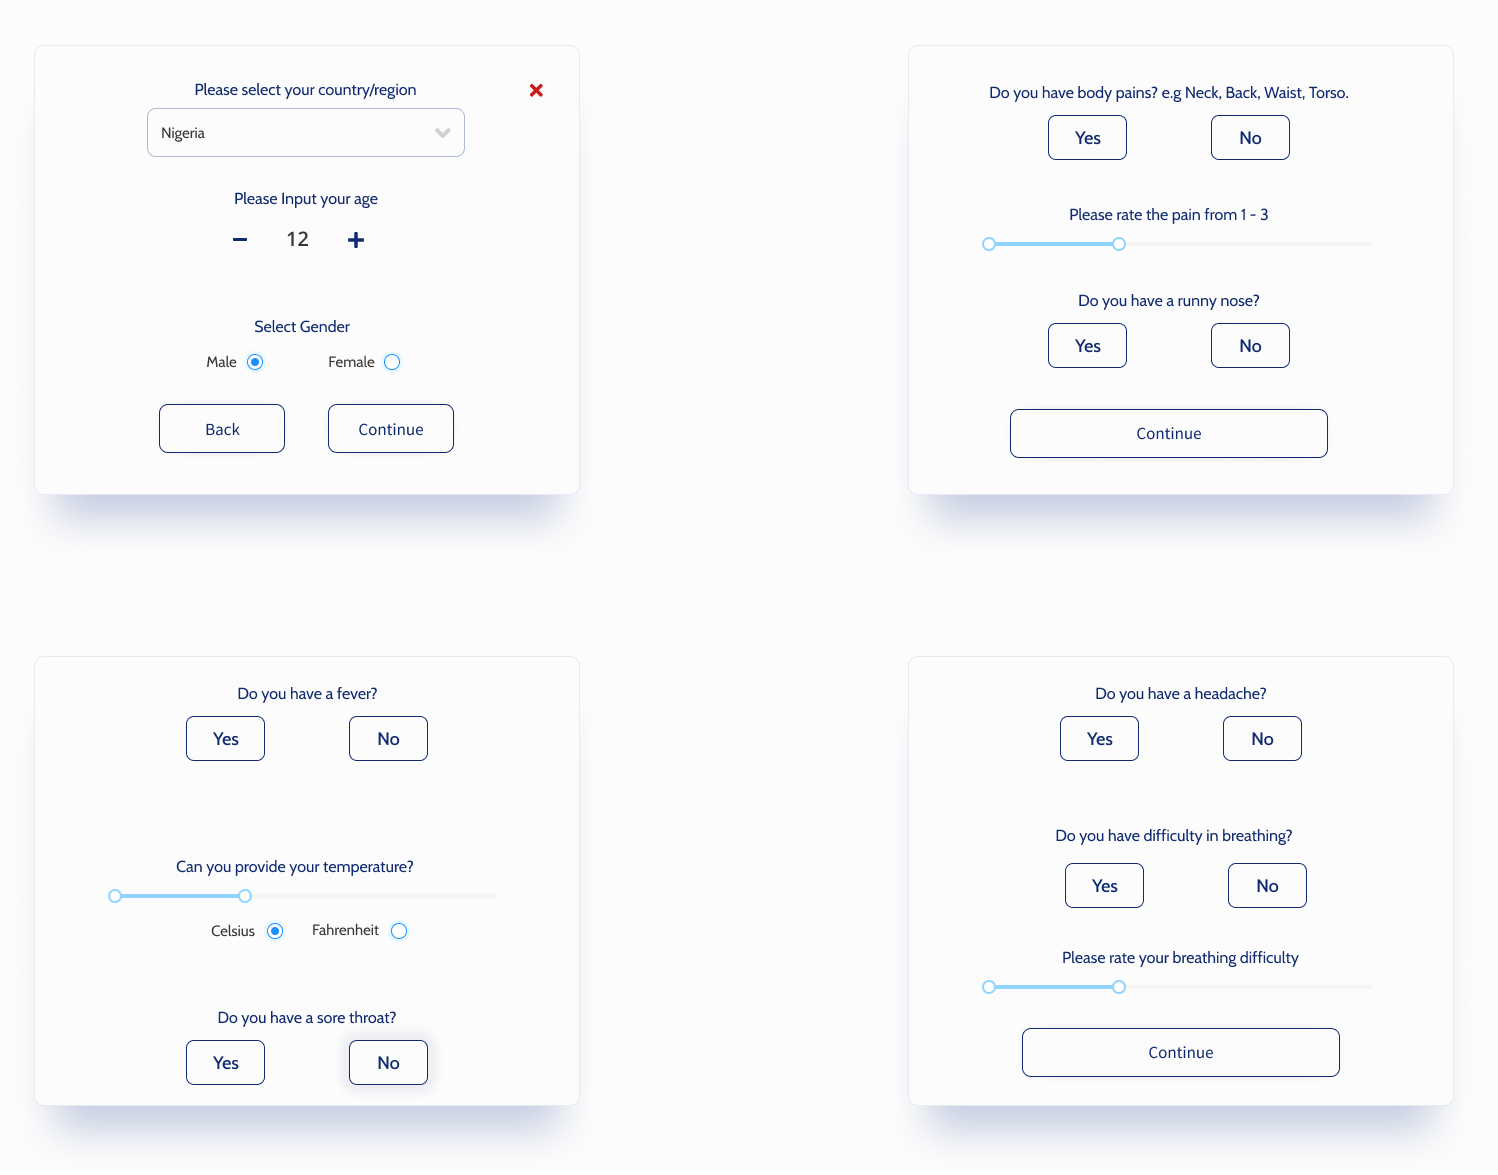 Please select your country/region
Nigeria
Please Input your age
12
Select Gender
Male Female
Back Continue
Do you have body pains? e.g Neck, Back, Waist, Torso.
Yes No
Please rate the pain from 1 - 3
Do you have a runny nose?
Yes No
Continue
Do you have a fever?
Yes No
Can you provide your temperature?
Celsius Fahrenheit
Do you have a sore throat?
Yes No
Do you have a headache?
Yes No
Do you have difficulty in breathing?
Yes No
Please rate your breathing difficulty
Continue